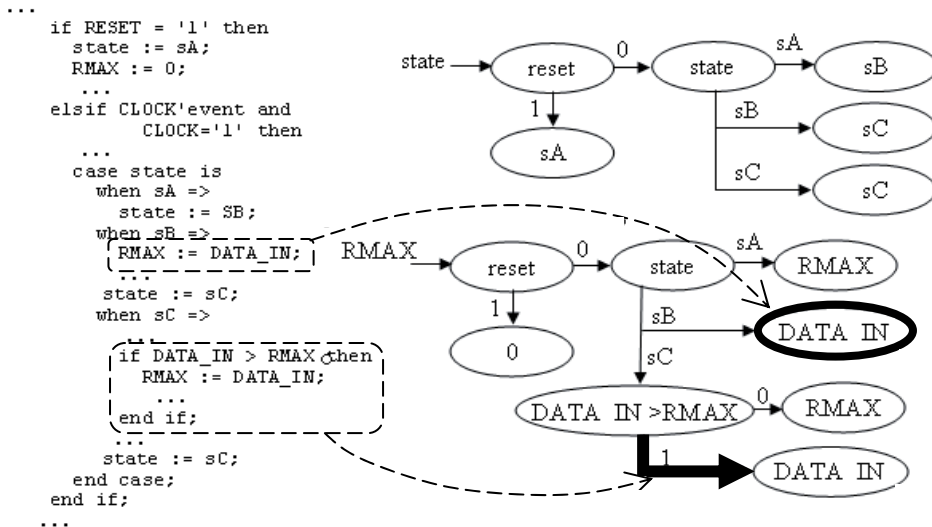 ...
if RESET = '1' then
state := sA;
RMAX := 0;
...
elsif CLOCK'event and
CLOCK='1' then
...
case state is
when sA =>
state := SB;
when sB =>
RMAX := DATA_IN;
...
state := sC;
when sC =>
...
if DATA_IN > RMAX then
RMAX := DATA_IN;
...
end if;
...
state := sC;
end case;
end if;
...
state
reset
0
state
sA
sB
1
sA
sB
sC
sC
sC
RMAX
reset
0
state
sA
RMAX
1
0
sB
DATA IN
sC
DATA IN >RMAX
0
RMAX
1
DATA IN